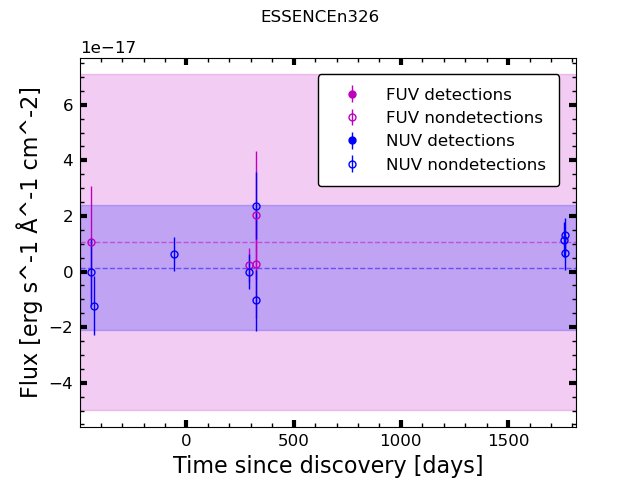 ESSENCEn326
1e−17
FUV detections
FUV nondetections
NUV detections
NUV nondetections
6
4
2
0
−2
−4
Flux [erg s^-1 Å^-1 cm^-2]
0 500 1000 1500
Time since discovery [days]